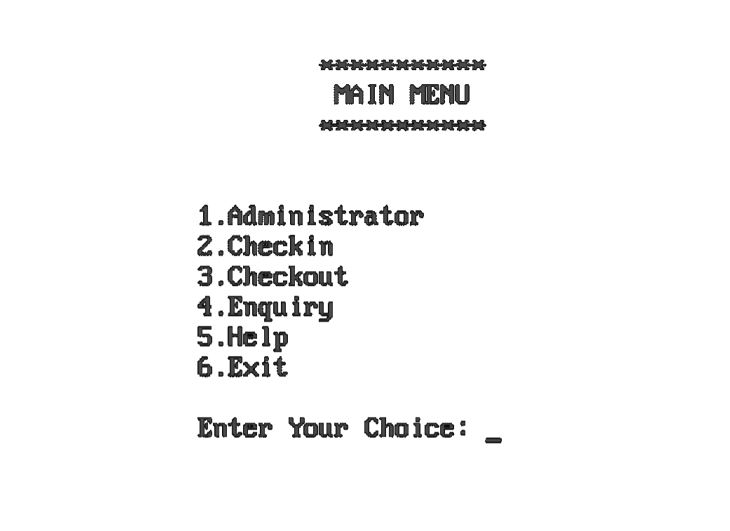 ***********
MAIN MENU
***********
1.Administrator
2.Checkin
3.Checkout
4.Enquiry
5.Help
6.Exit
Enter Your Choice: _